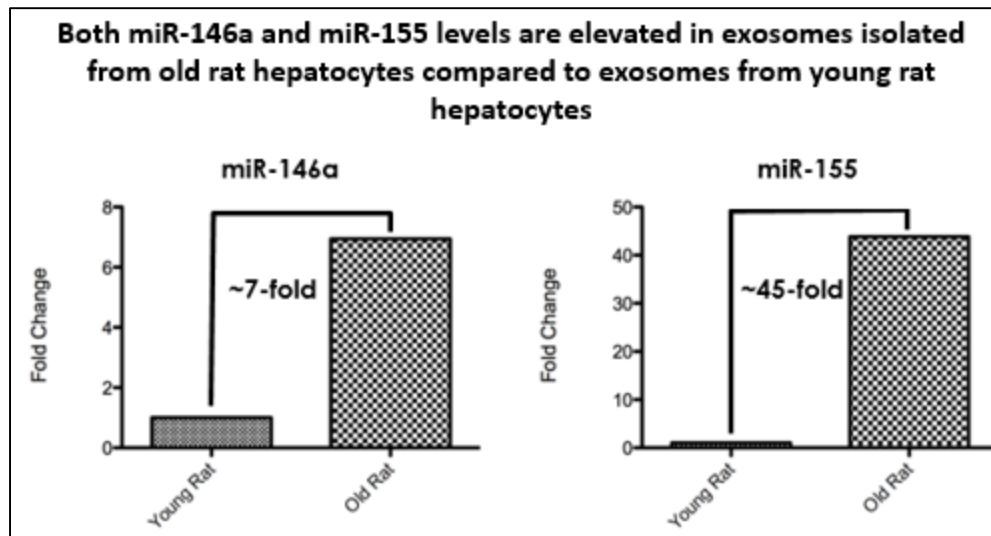 Both miR-146a and miR-155 levels are elevated in exosomes isolated
from old rat hepatocytes compared to exosomes from young rat
hepatocytes
miR-146a
8
6
4
2
0
Fold Change
~7-fold
Young Rat
Old Rat
miR-155
50
40
30
20
10
0
Fold Change
~45-fold
Young Rat
Old Rat